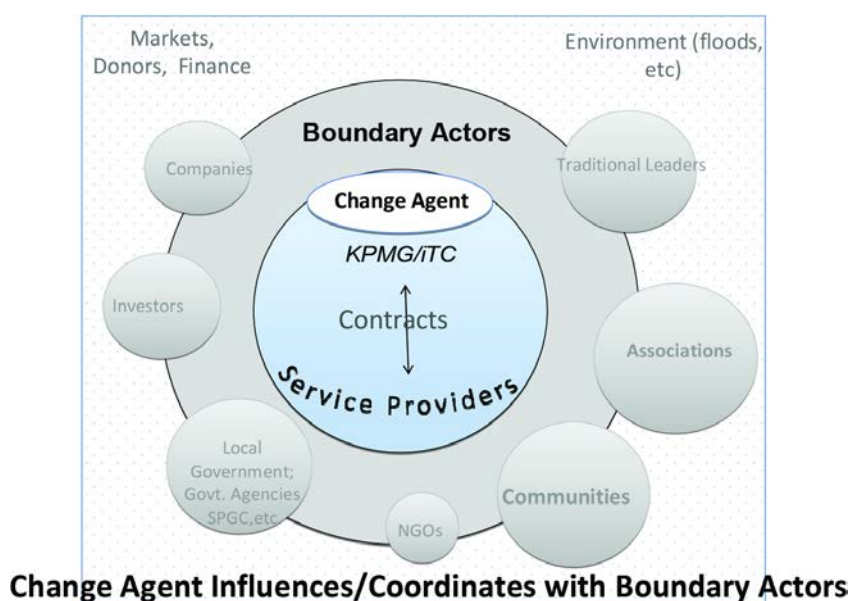 Markets,
Donors, Finance
Environment (floods,
etc)
Boundary Actors
Companies
Traditional Leaders
Change Agent
KPMG/iTC
Investors
Contracts
Associations
Service Providers
Local
Government;
Govt. Agencies
SPGC,etc
Communities
NGOs
Change Agent Influences/Coordinates with Boundary Actors